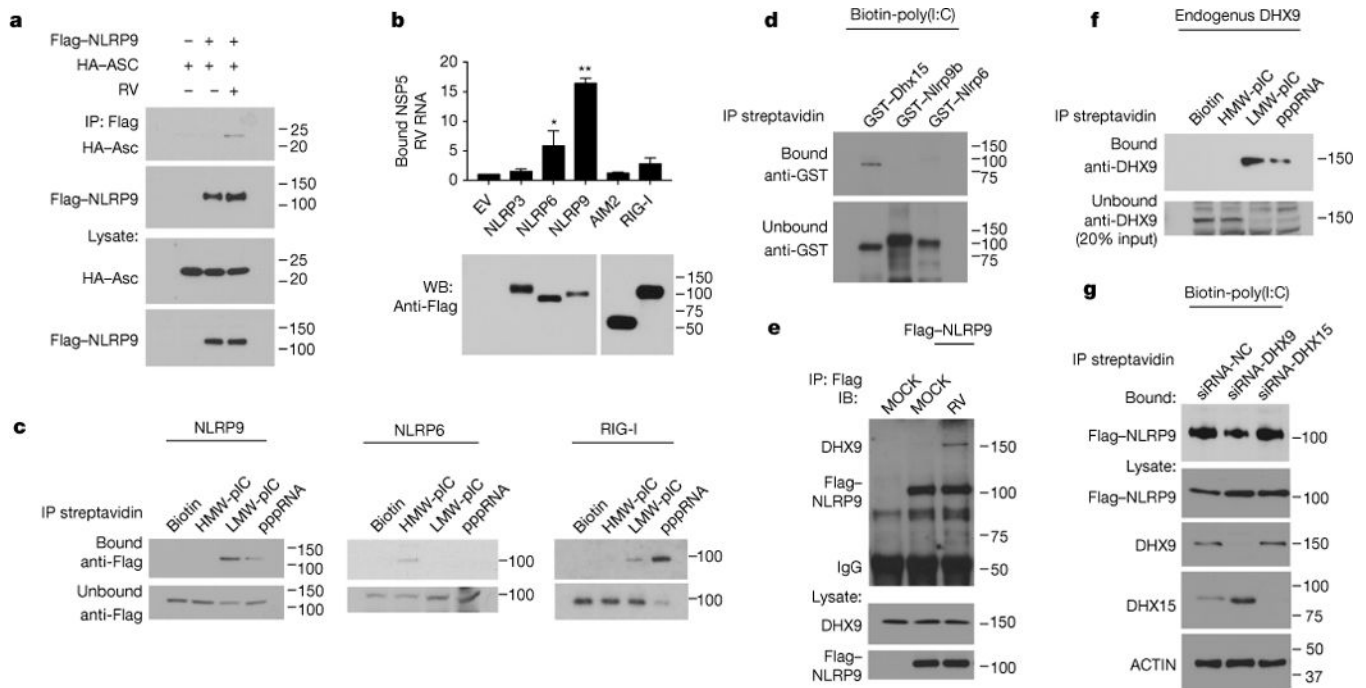 a
Flag–NLRP9 – + +
HA–ASC + + +
RV – – +
IP: Flag
HA–Asc
25
20
Flag–NLRP9
150
100
Lysate:
HA–Asc
25
20
Flag–NLRP9
150
100
b
Bound NSP5
RV RNA
20
15
10
5
0
*
**
EV NLRP3 NLRP6 NLRP9 AIM2 RIG-I
WB:
Anti-Flag
150
100
75
50
c
NLRP9
IP streptavidin
Biotin HMW-pIC LMW-pIC pppRNA
Bound
anti-Flag
150
100
Unbound
anti-Flag
150
100
NLRP6
Biotin HMW-pIC LMW-pIC pppRNA
100
100
RIG-I
Biotin HMW-pIC LMW-pIC pppRNA
100
100
d
Biotin-poly(I:C)
IP streptavidin
GST–Dhx15 GST–Nlrp9b GST–Nlrp6
Bound
anti-GST
150
100
75
Unbound
anti-GST
150
100
75
e
Flag–NLRP9
IP: Flag
IB:
MOCK MOCK RV
DHX9
Flag–
NLRP9
IgG
150
100
75
50
Lysate:
DHX9
150
Flag–
NLRP9
100
f
Endogenus DHX9
IP streptavidin
Biotin HMW-pIC LMW-pIC pppRNA
Bound
anti-DHX9
150
Unbound
anti-DHX9
(20% input)
150
g
Biotin-poly(I:C)
IP streptavidin
siRNA-NC siRNA-DHX9 siRNA-DHX15
Bound:
Flag–NLRP9
100
Lysate:
Flag–NLRP9
100
DHX9
150
DHX15
100
75
ACTIN
50
37